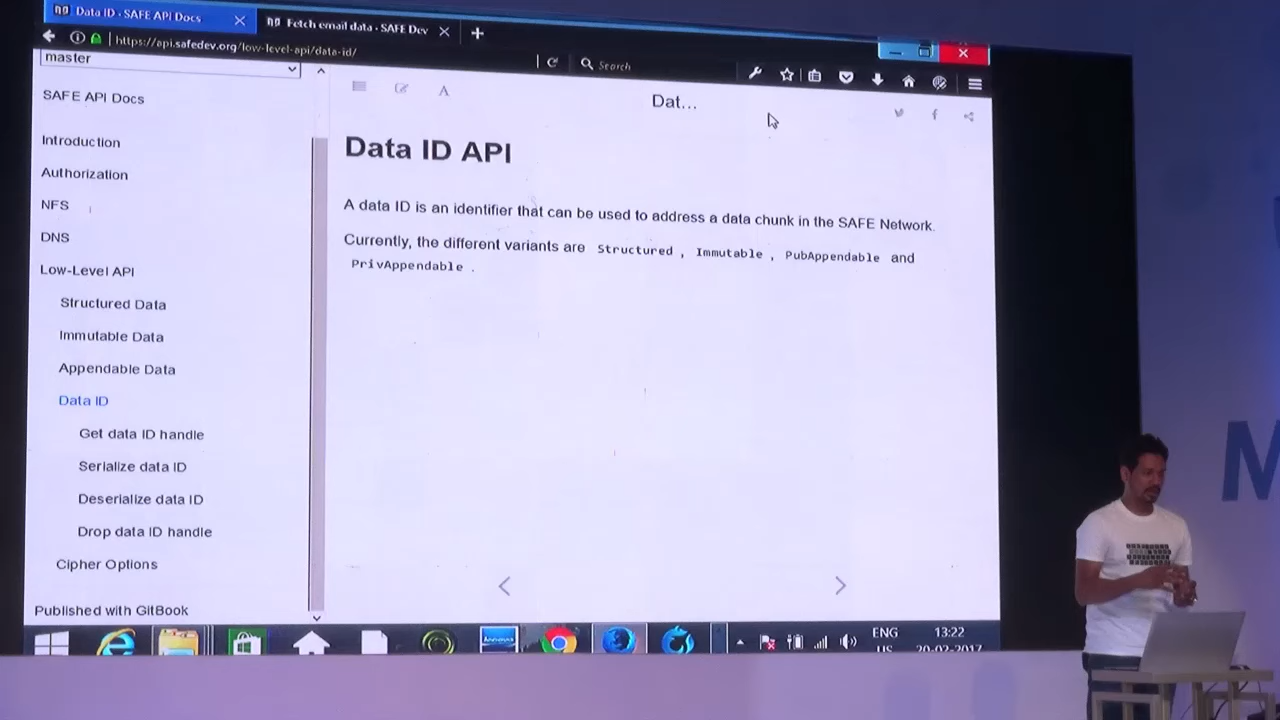 Data ID - SAFE API Docs
Fetch email data - SAFE Dev
https://api.safedev.org/low-level-api/data-id/
Search
master
SAFE API Docs
Introduction
Authorization
NFS
DNS
Low-Level API
Structured Data
Immutable Data
Appendable Data
Data ID
Get data ID handle
Serialize data ID
Deserialize data ID
Drop data ID handle
Cipher Options
Published with GitBook
A
Dat...
Data ID API
A data ID is an identifier that can be used to address a data chunk in the SAFE Network.
Currently, the different variants are Structured , Immutable , PubAppendable and
PrivAppendable .
ENG
US
13:22
20-02-2017
M